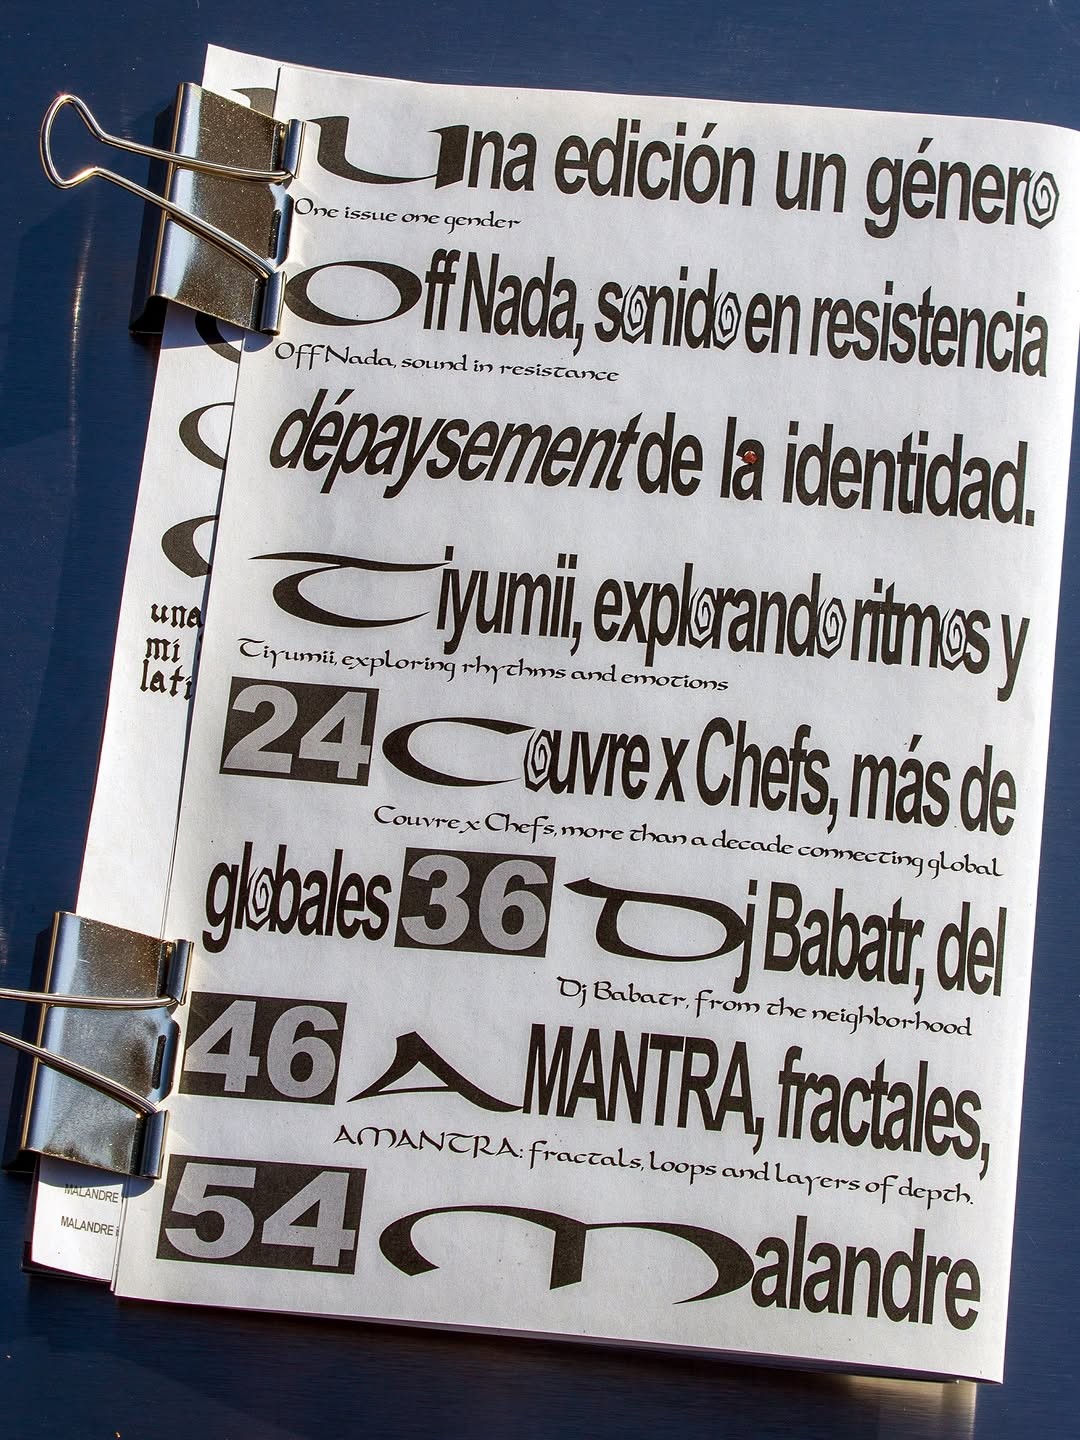 Una edición un género
One issue one gender
Off Nada, sonido en resistencia
Off Nada, sound in resistance
dépaysement de la identidad.
Tiyumii, explorando ritmos y
Tiyumii, exploring rhythms and emotions
24 Couvre x Chefs, más de
Couvre x Chefs, more than a decade connecting global
globales 36 Dj Babatr, del
Dj Babatr, from the neighborhood
46 AMANTRA, fractales,
AMANTRA: fractals, loops and layers of depth.
54 Malandre
una
mi
lati
MALANDRE
MALANDRE i